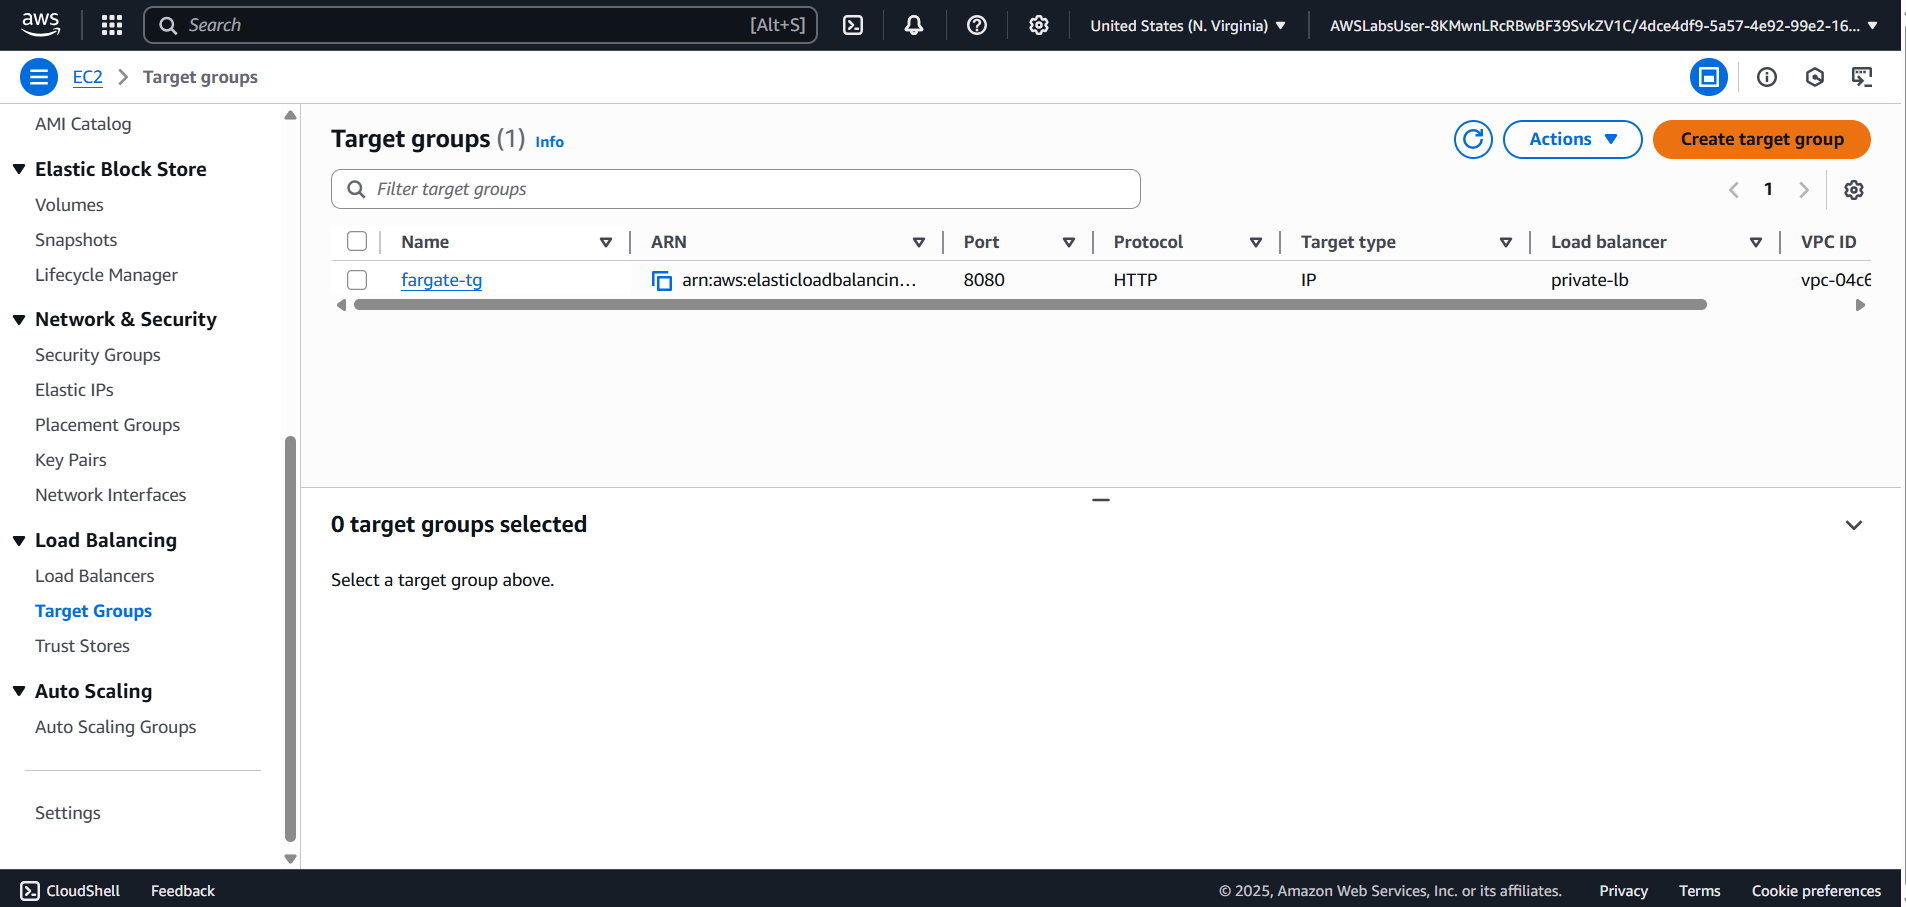 aws
Search [Alt+S]
United States (N. Virginia)
AWSLabsUser-8KMwnLRcRBwBF39SvkZV1C/4dce4df9-5a57-4e92-99e2-16...
EC2
Target groups
AMI Catalog
Elastic Block Store
Volumes
Snapshots
Lifecycle Manager
Network & Security
Security Groups
Elastic IPs
Placement Groups
Key Pairs
Network Interfaces
Load Balancing
Load Balancers
Target Groups
Trust Stores
Auto Scaling
Auto Scaling Groups
Settings
Target groups (1) Info
Actions
Create target group
Filter target groups
1
Name ARN Port Protocol Target type Load balancer VPC ID
fargate-tg arn:aws:elasticloadbalancin... 8080 HTTP IP private-lb vpc-04c6
0 target groups selected
Select a target group above.
CloudShell Feedback © 2025, Amazon Web Services, Inc. or its affiliates. Privacy Terms Cookie preferences